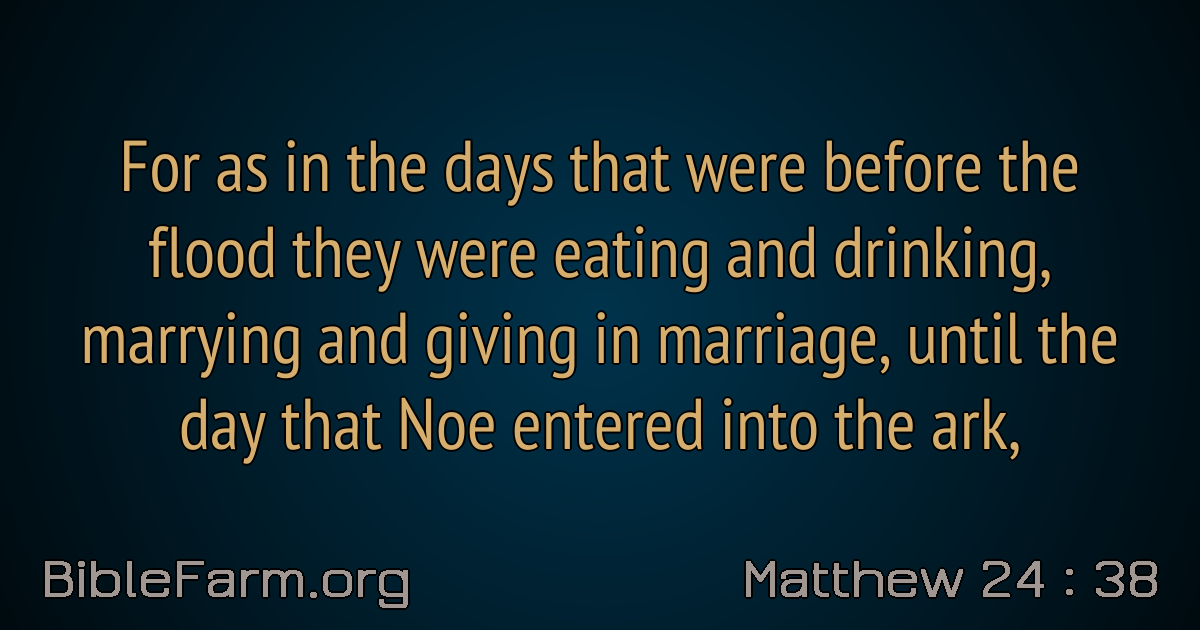 For as in the days that were before the
flood they were eating and drinking,
marrying and giving in marriage, until the
day that Noe entered into the ark,
BibleFarm.org
Matthew 24 : 38